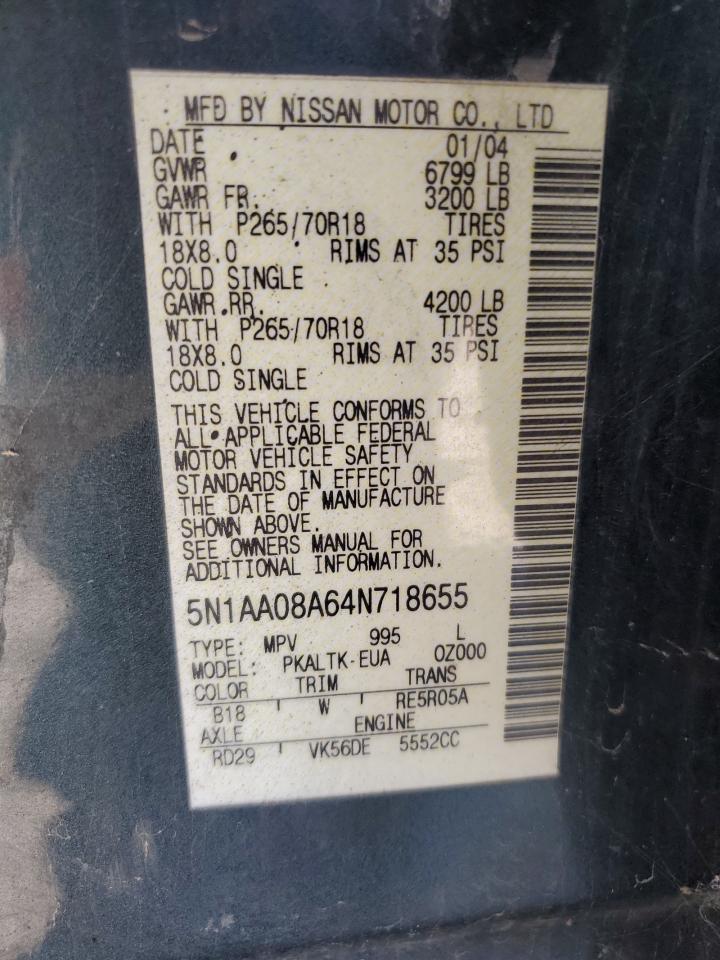 MFD BY NISSAN MOTOR CO., LTD
DATE 01/04
GVWR 6799 LB
GAWR FR. 3200 LB
WITH P265/70R18 TIRES
18X8.0 RIMS AT 35 PSI
COLD SINGLE
GAWR RR. 4200 LB
WITH P265/70R18 TIRES
18X8.0 RIMS AT 35 PSI
COLD SINGLE
THIS VEHICLE CONFORMS TO
ALL APPLICABLE FEDERAL
MOTOR VEHICLE SAFETY
STANDARDS IN EFFECT ON
THE DATE OF MANUFACTURE
SHOWN ABOVE.
SEE OWNERS MANUAL FOR
ADDITIONAL INFORMATION.
5N1AA08A64N718655
TYPE: MPV 995 L
MODEL: PKALTK-EUA 0Z000
COLOR TRIM TRANS
B18 W RE5R05A
AXLE ENGINE
RD29 VK56DE 5552CC